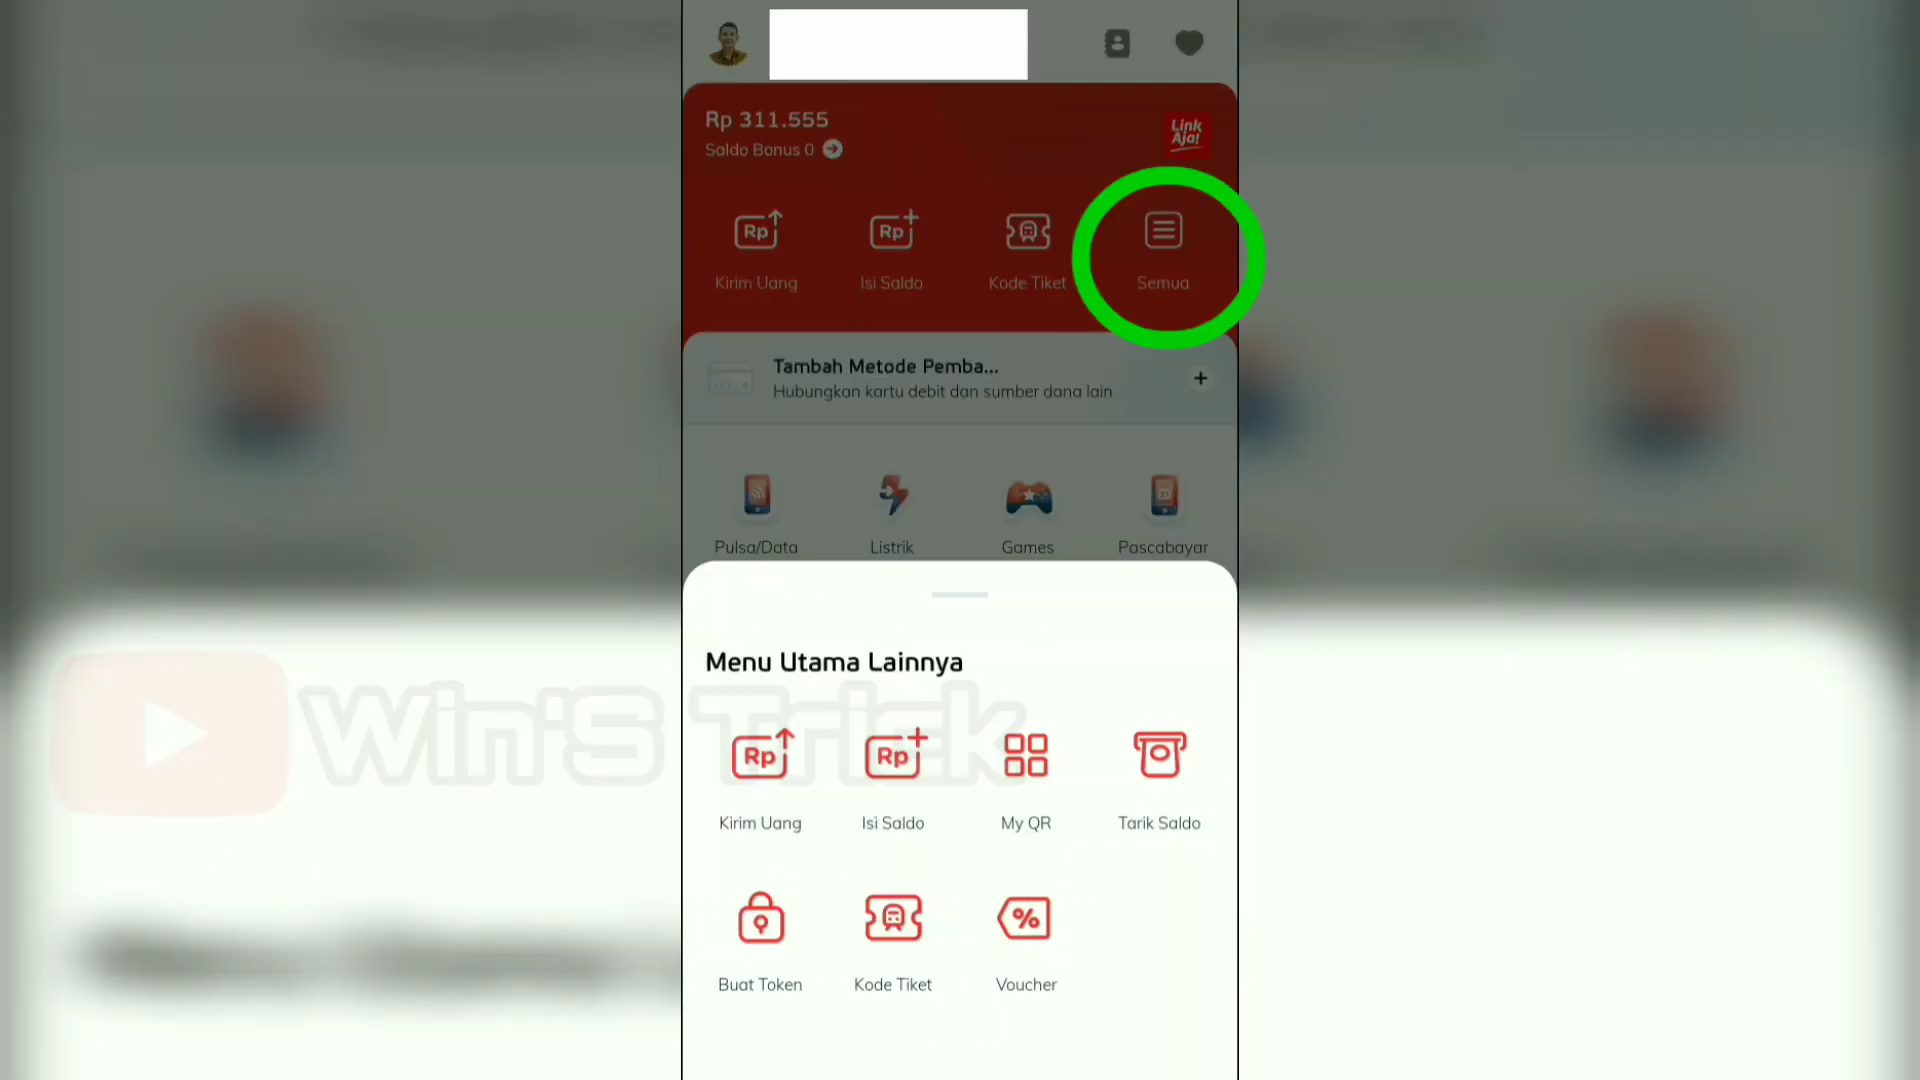 Rp 311.555
Saldo Bonus 0
Link
Aja!
Rp
Rp
Kirim Uang
Isi Saldo
Kode Tiket
Semua
Tambah Metode Pemba...
Hubungkan kartu debit dan sumber dana lain
Pulsa/Data
Listrik
Games
Pascabayar
Menu Utama Lainnya
Win'S Trick
Rp
Rp
Kirim Uang
Isi Saldo
My QR
Tarik Saldo
%
Buat Token
Kode Tiket
Voucher